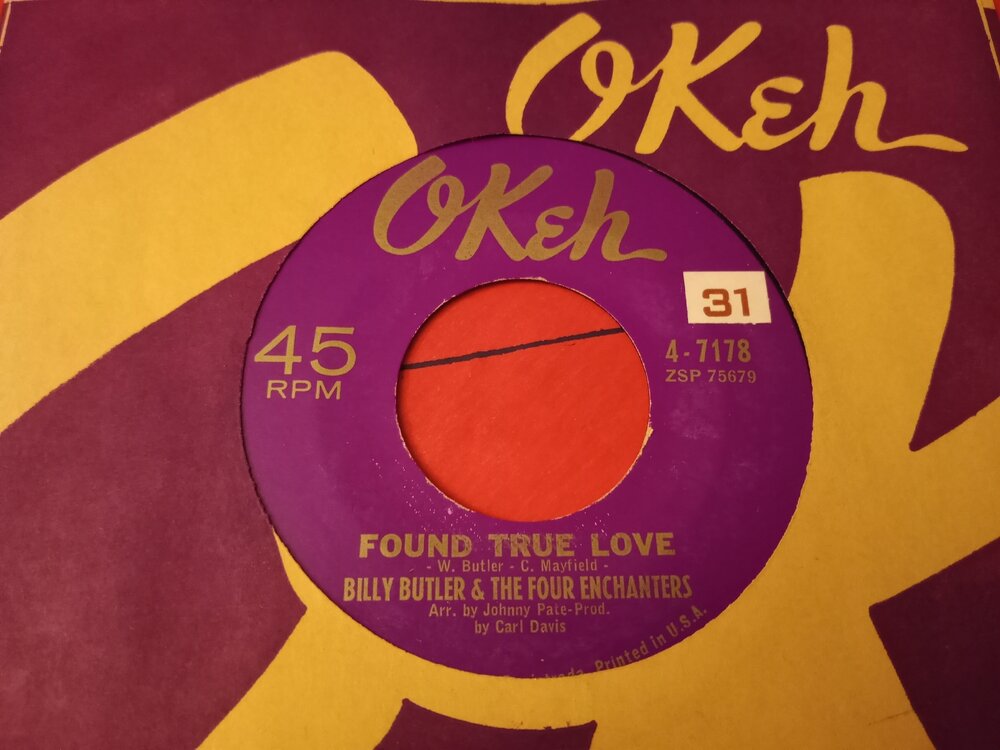 OKeh
OKeh
31
45
RPM
4-7178
ZSP 75679
FOUND TRUE LOVE
- W. Butler - C. Mayfield -
BILLY BUTLER & THE FOUR ENCHANTERS
Arr. by Johnny Pate-Prod.
by Carl Davis
Printed in U.S.A.